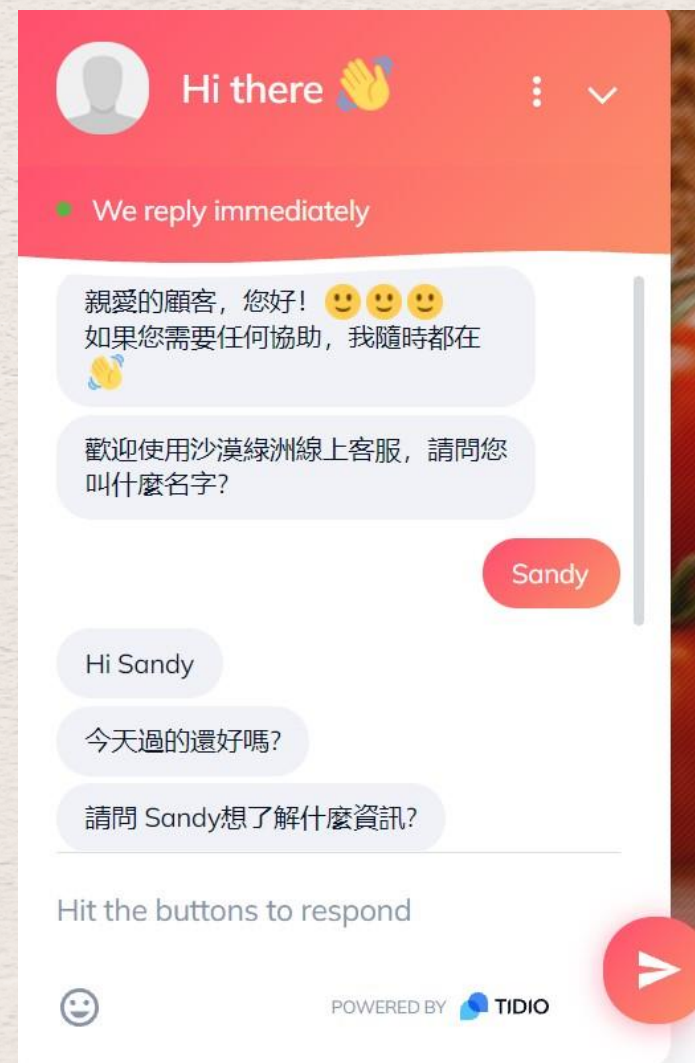 Hi there 👋
We reply immediately
親愛的顧客，您好！🙂🙂🙂
如果您需要任何協助，我隨時都在
👋
歡迎使用沙漠綠洲線上客服，請問您
叫什麼名字?
Sandy
Hi Sandy
今天過的還好嗎?
請問 Sandy想了解什麼資訊?
Hit the buttons to respond
POWERED BY TIDIO